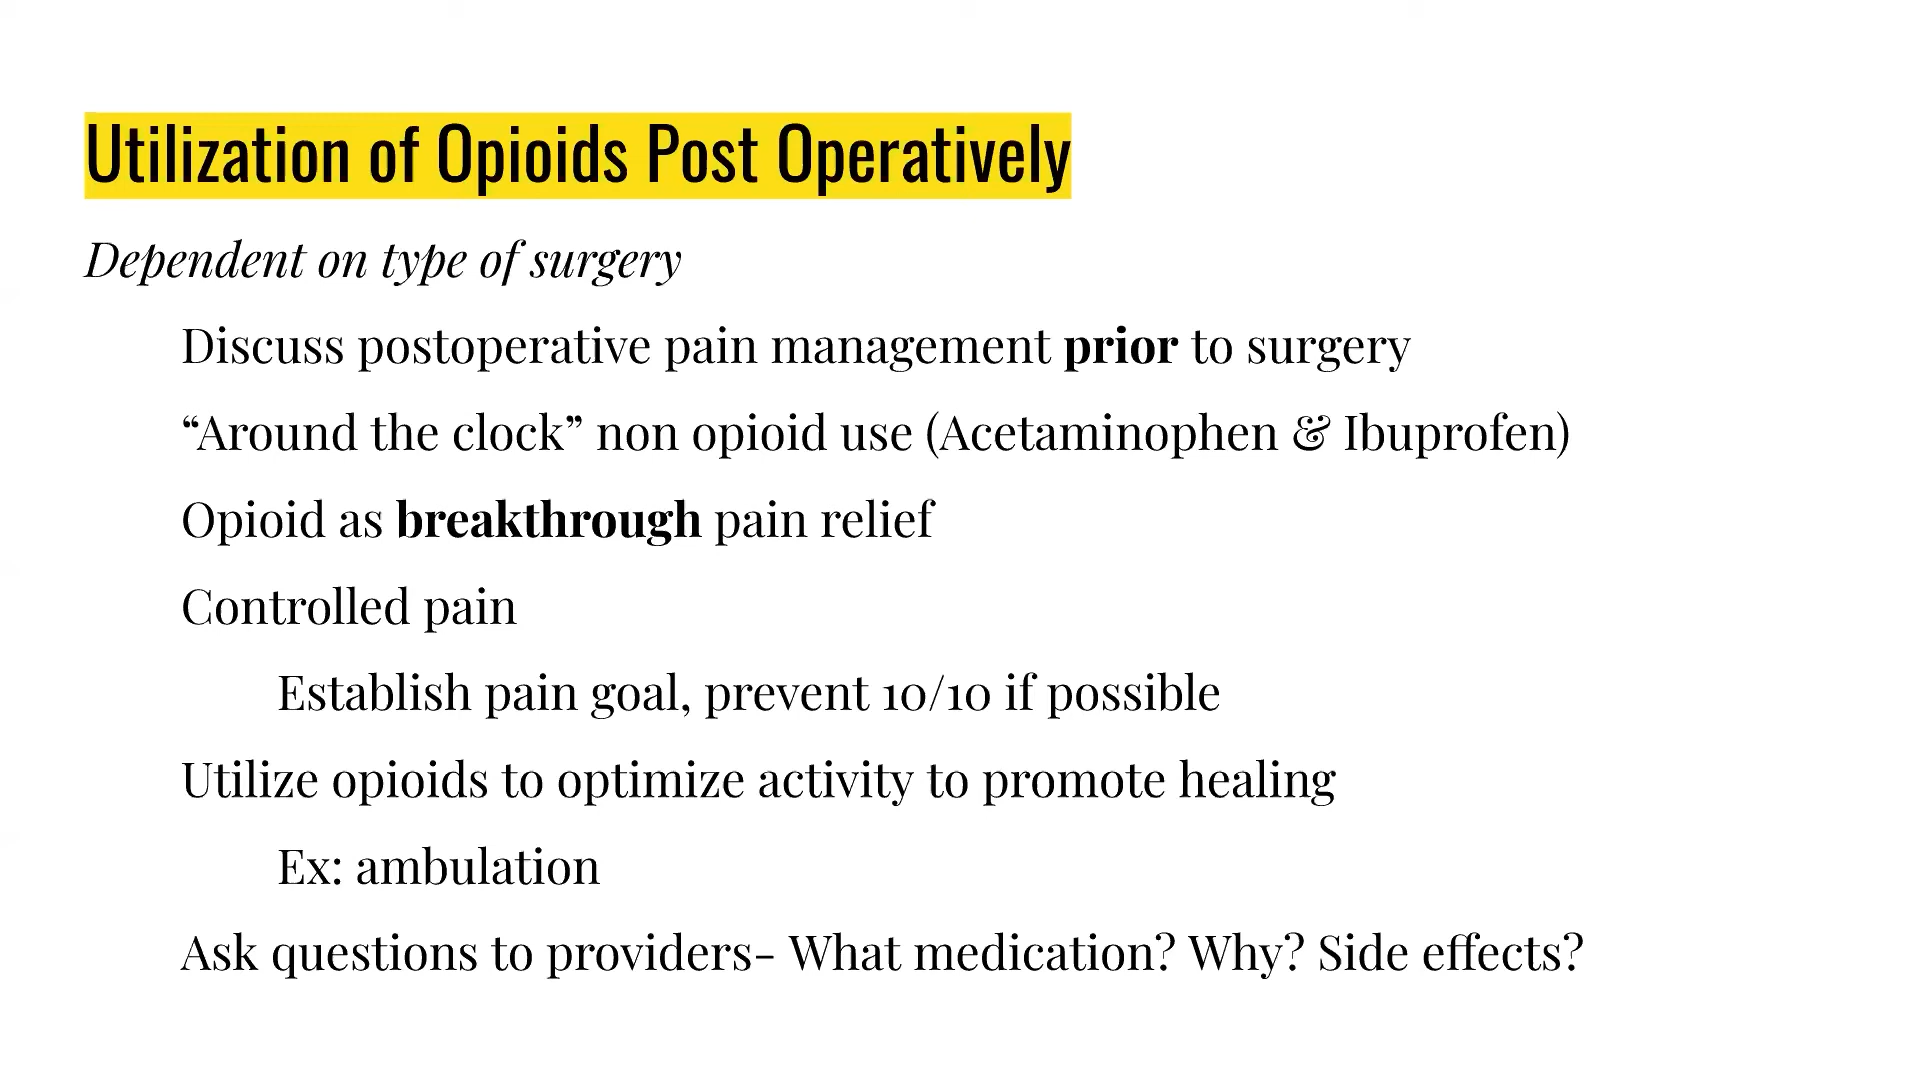 Utilization of Opioids Post Operatively
Dependent on type of surgery
Discuss postoperative pain management prior to surgery
“Around the clock” non opioid use (Acetaminophen & Ibuprofen)
Opioid as breakthrough pain relief
Controlled pain
Establish pain goal, prevent 10/10 if possible
Utilize opioids to optimize activity to promote healing
Ex: ambulation
Ask questions to providers- What medication? Why? Side effects?